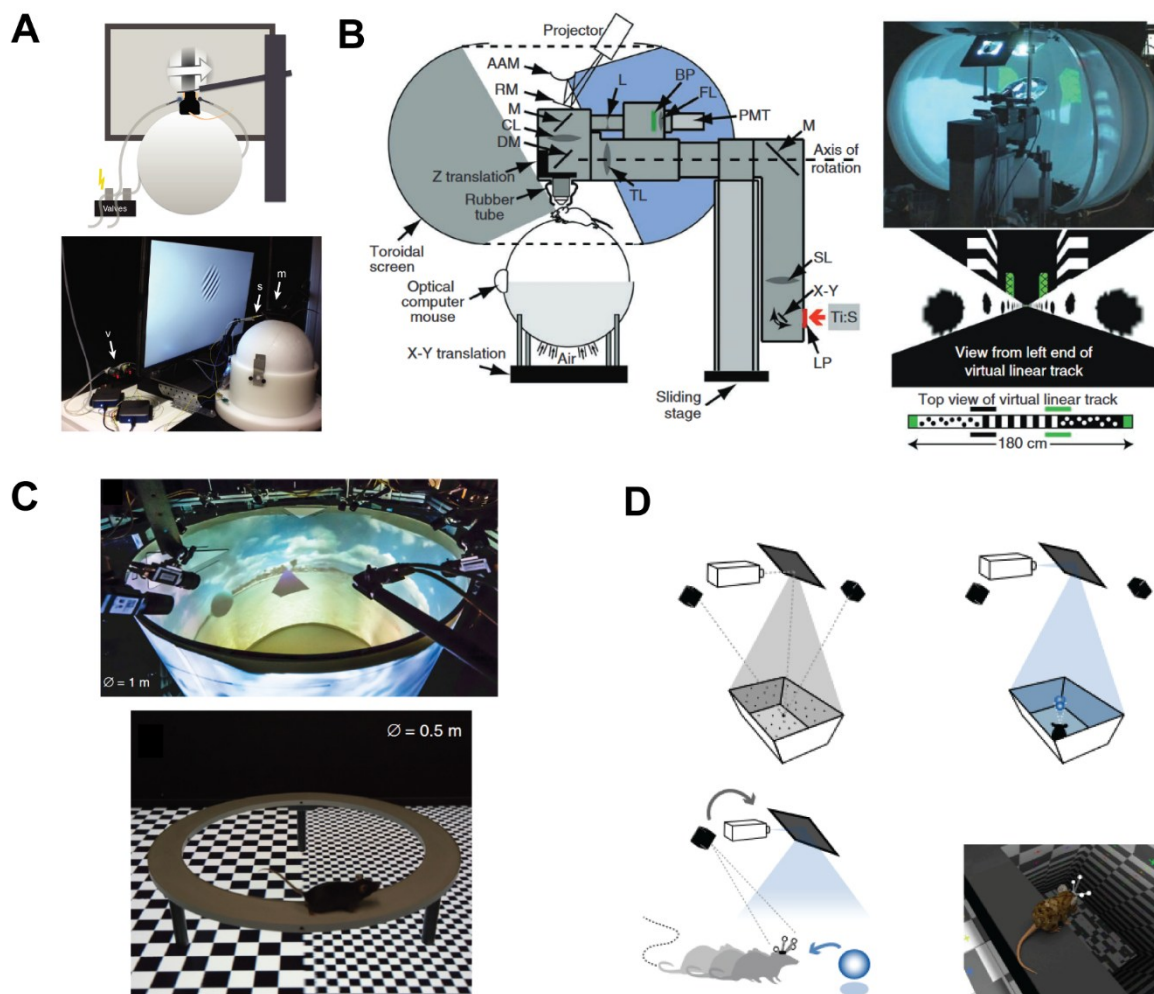 A
Valves
v
s
m
B
Projector
AAM
RM
M
CL
DM
L
BP
FL
PMT
M
Axis of
rotation
Z translation
Rubber
tube
TL
Toroidal
screen
Optical
computer
mouse
SL
X-Y
Ti:S
LP
X-Y translation
Air
Sliding
stage
View from left end of
virtual linear track
Top view of virtual linear track
180 cm
C
Ø = 1 m
Ø = 0.5 m
D